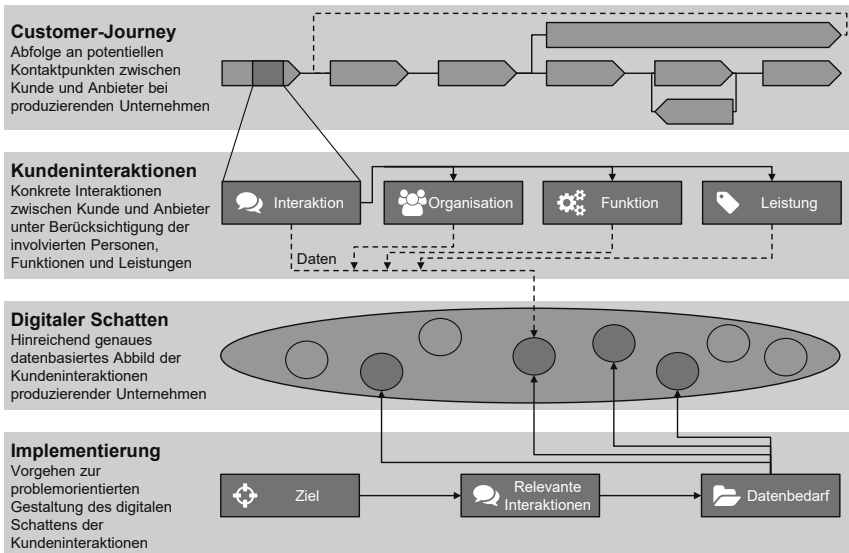 Customer-Journey
Abfolge an potentiellen
Kontaktpunkten zwischen
Kunde und Anbieter bei
produzierenden Unternehmen
Kundeninteraktionen
Konkrete Interaktionen
zwischen Kunde und Anbieter
unter Berücksichtigung der
involvierten Personen,
Funktionen und Leistungen
Interaktion
Organisation
Funktion
Leistung
Daten
Digitaler Schatten
Hinreichend genaues
datenbasiertes Abbild der
Kundeninteraktionen
produzierender Unternehmen
Implementierung
Vorgehen zur
problemorientierten
Gestaltung des digitalen
Schattens der
Kundeninteraktionen
Ziel
Relevante
Interaktionen
Datenbedarf